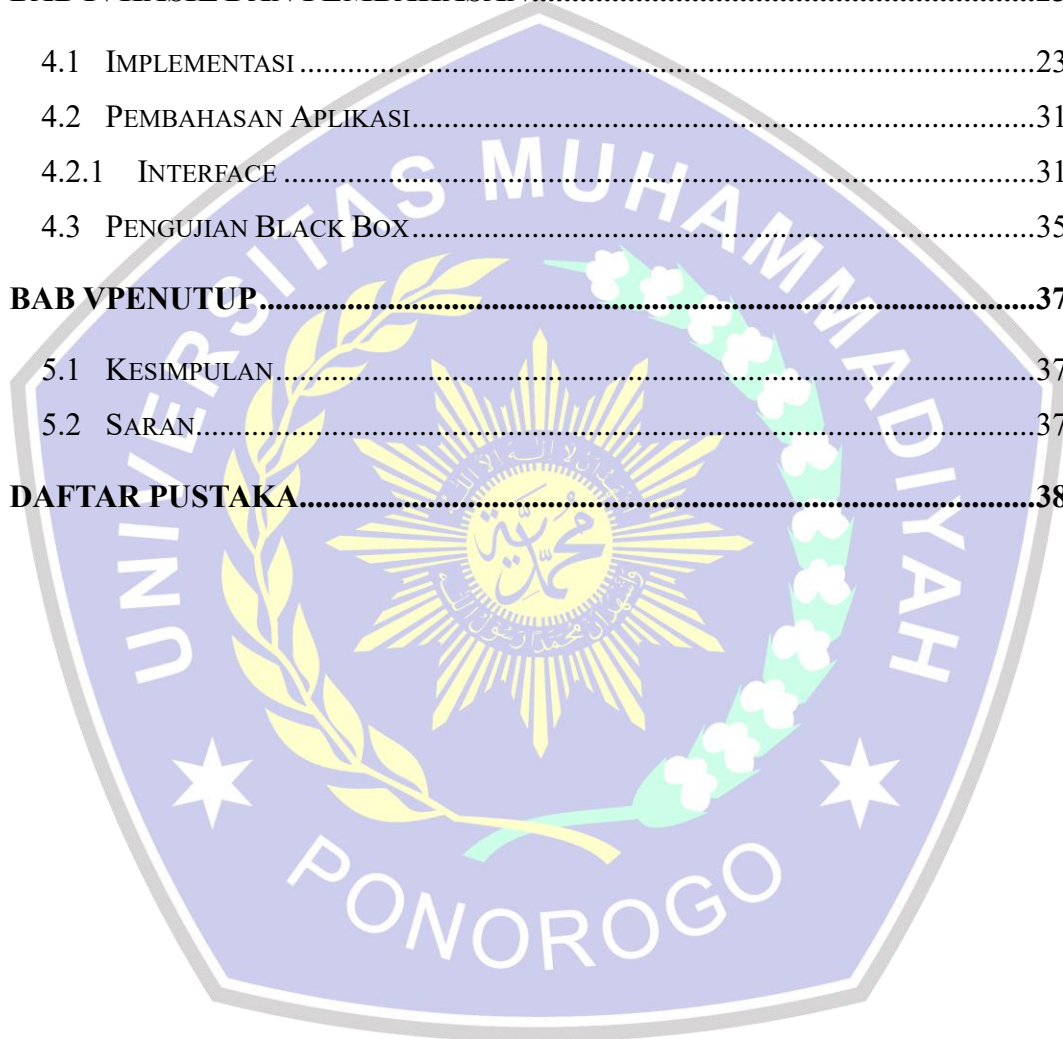 4.1 IMPLEMENTASI ........ 23
4.2 PEMBAHASAN APLIKASI ........ 31
4.2.1 INTERFACE ........ 31
4.3 PENGUJIAN BLACK BOX ........ 35
BAB VPENUTUP ........ 37
5.1 KESIMPULAN ........ 37
5.2 SARAN ........ 37
DAFTAR PUSTAKA ........ 38
UNIVERSITAS MUHAMMADIYAH
PONOROGO